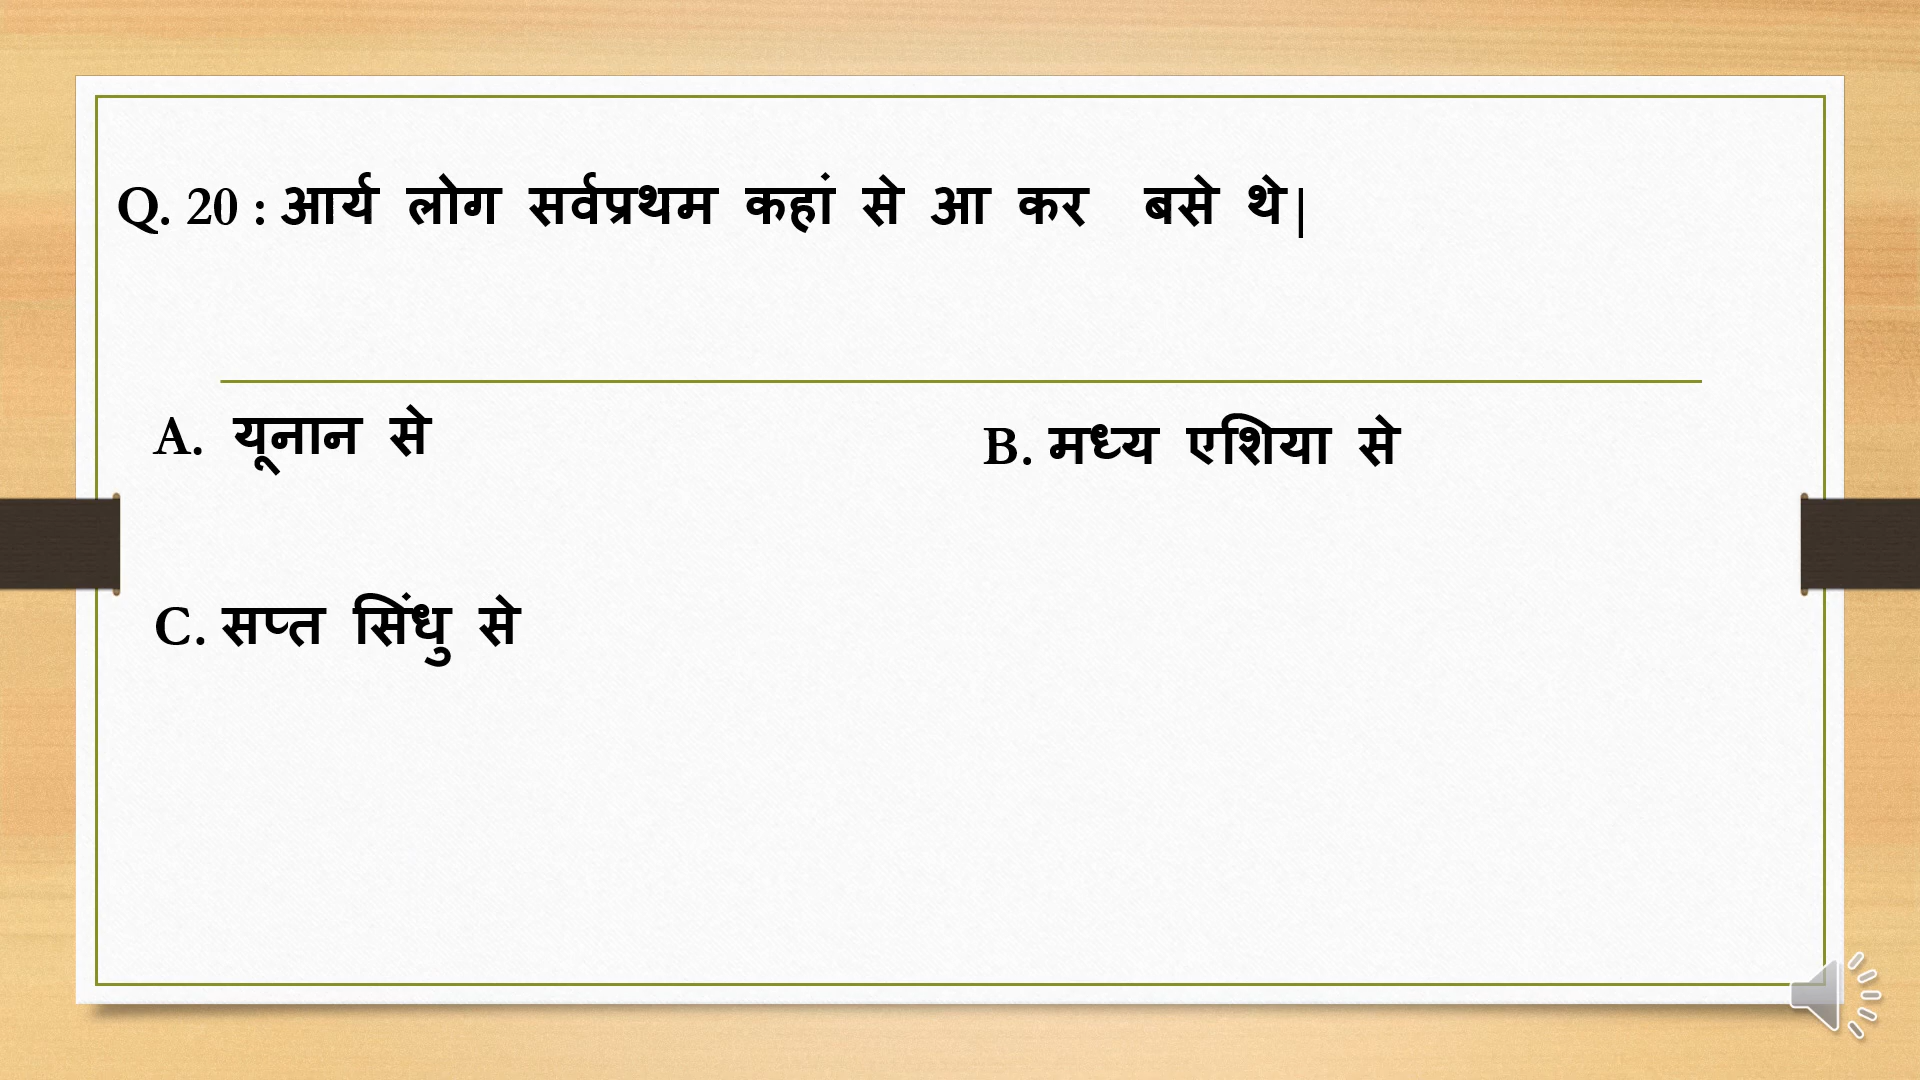 Q. 20 : आर्य लोग सर्वप्रथम कहां से आ कर बसे थे|
A. यूनान से
B. मध्य एशिया से
C. सप्त सिंधु से